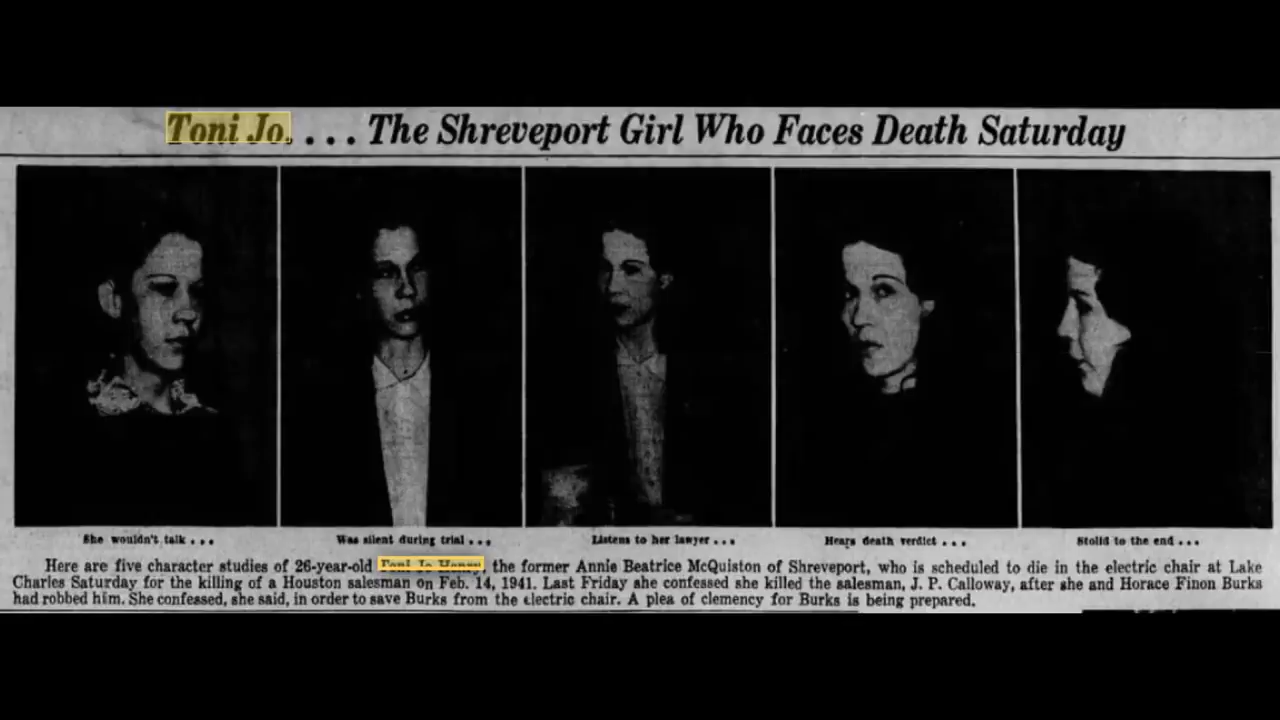 Toni Jo. . . . The Shreveport Girl Who Faces Death Saturday
She wouldn't talk . . .
Was silent during trial . . .
Listens to her lawyer . . .
Hears death verdict . . .
Stolid to the end . . .
Here are five character studies of 26-year-old Toni Jo Henry, the former Annie Beatrice McQuiston of Shreveport, who is scheduled to die in the electric chair at Lake
Charles Saturday for the killing of a Houston salesman on Feb. 14, 1941. Last Friday she confessed she killed the salesman, J. P. Calloway, after she and Horace Finon Burks
had robbed him. She confessed, she said, in order to save Burks from the electric chair. A plea of clemency for Burks is being prepared.